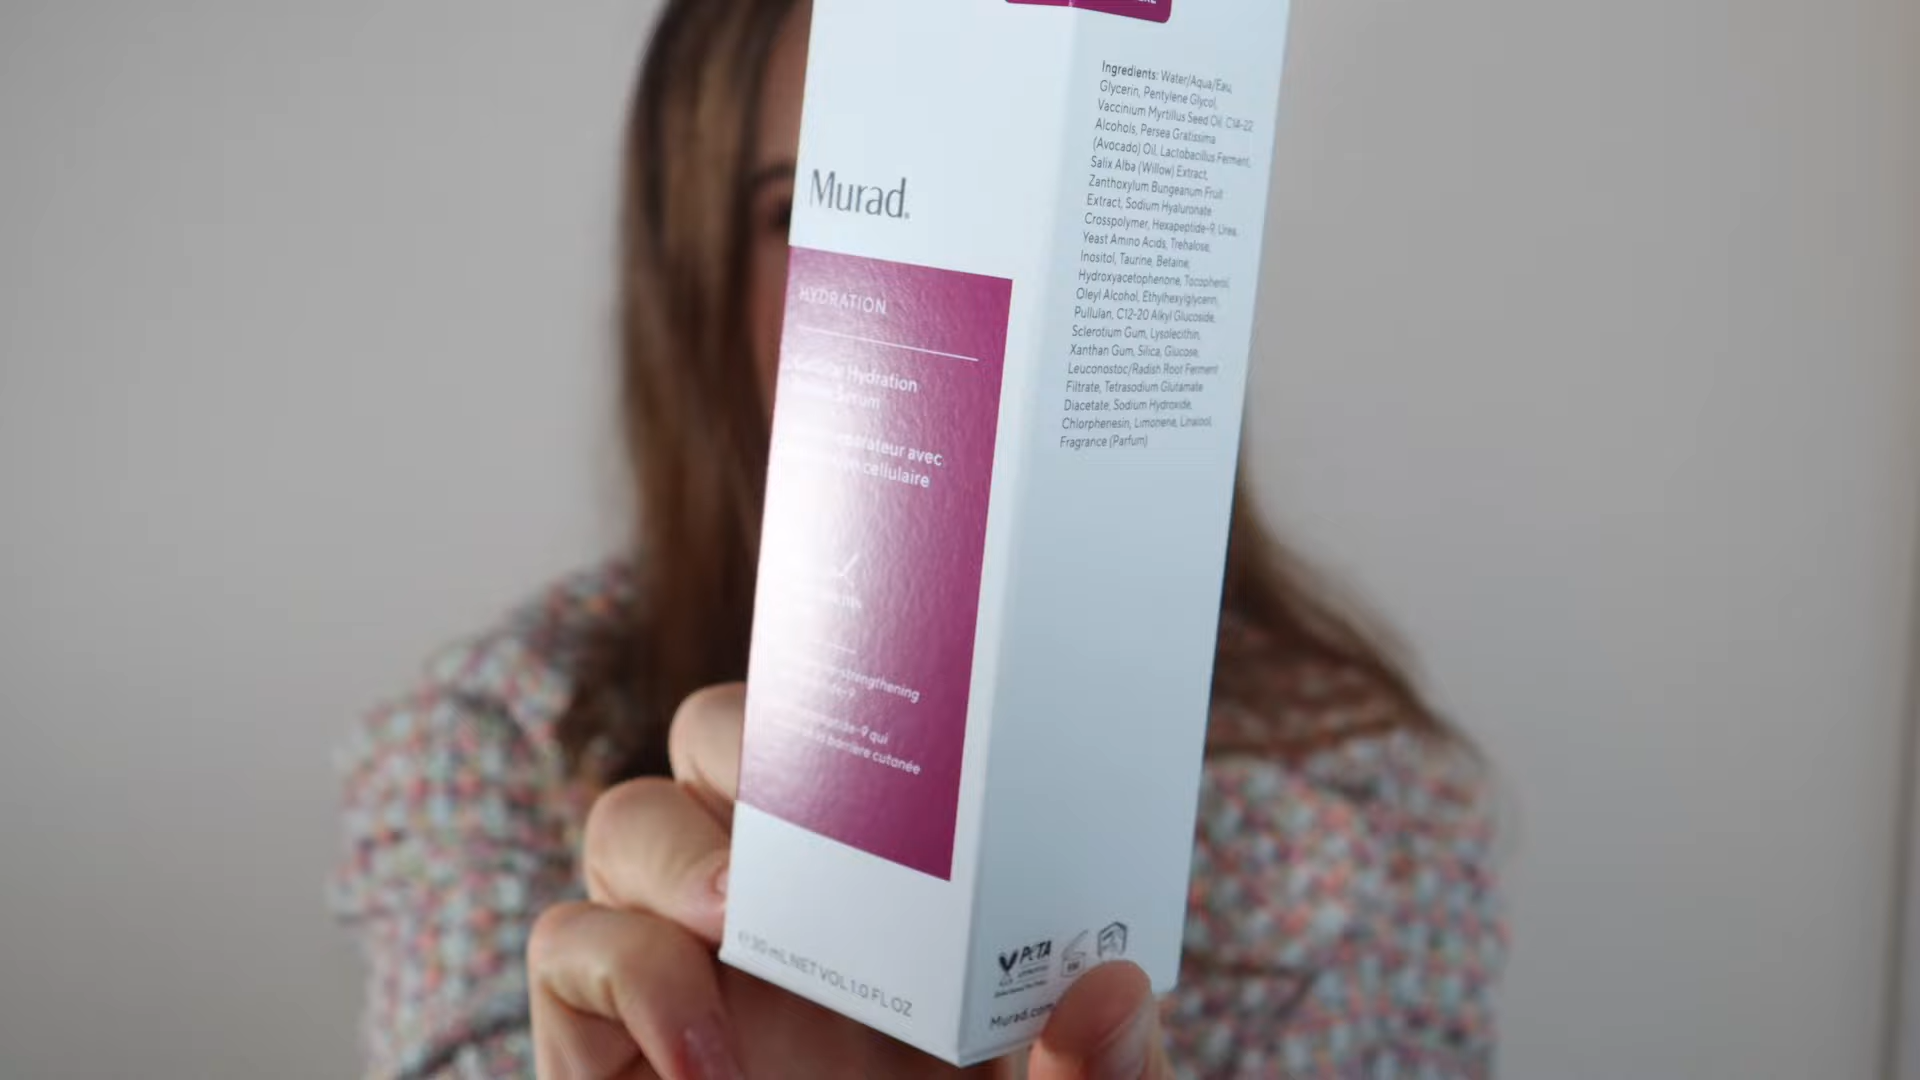 Murad.
HYDRATION
Hydration
avec
cellulaire
strengthening
qui
barrière cutanée
30 mL NET VOL 1.0 FL OZ
Ingredients: Water/Aqua/Eau,
Glycerin, Pentylene Glycol,
Vaccinium Myrtillus Seed Oil, C14-22
Alcohols, Persea Gratissima
(Avocado) Oil, Lactobacillus Ferment,
Salix Alba (Willow) Extract,
Zanthoxylum Bungeanum Fruit
Extract, Sodium Hyaluronate
Crosspolymer, Hexapeptide-9, Urea,
Yeast Amino Acids, Trehalose,
Inositol, Taurine, Betaine,
Hydroxyacetophenone, Tocopherol,
Oleyl Alcohol, Ethylhexylglycerin,
Pullulan, C12-20 Alkyl Glucoside,
Sclerotium Gum, Lysolecithin,
Xanthan Gum, Silica, Glucose,
Leuconostoc/Radish Root Ferment
Filtrate, Tetrasodium Glutamate
Diacetate, Sodium Hydroxide,
Chlorphenesin, Limonene, Linalool,
Fragrance (Parfum)
PETA
Murad.com